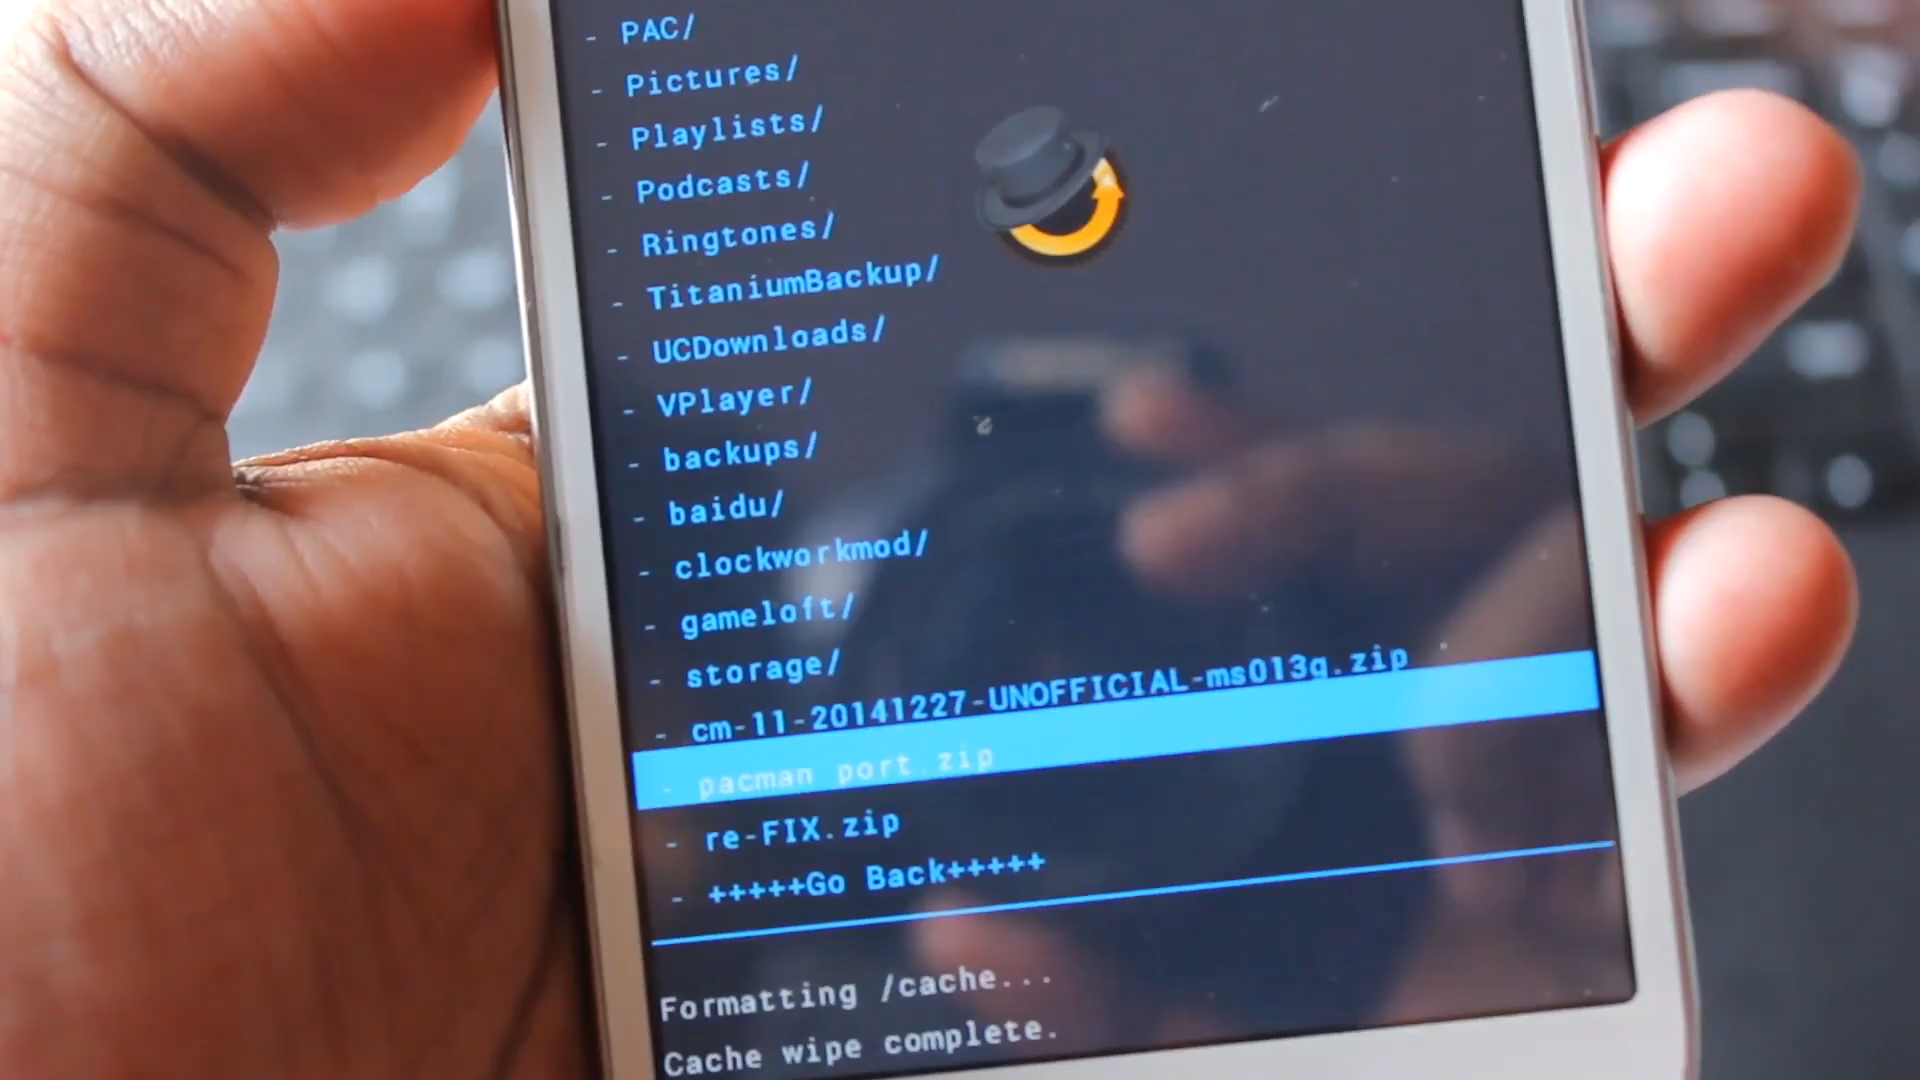 - PAC/
- Pictures/
- Playlists/
- Podcasts/
- Ringtones/
- TitaniumBackup/
- UCDownloads/
- VPlayer/
- backups/
- baidu/
- clockworkmod/
- gameloft/
- storage/
- cm-11-20141227-UNOFFICIAL-ms013g.zip
- pacman port.zip
- re-FIX.zip
- +++++Go Back+++++
Formatting /cache...
Cache wipe complete.